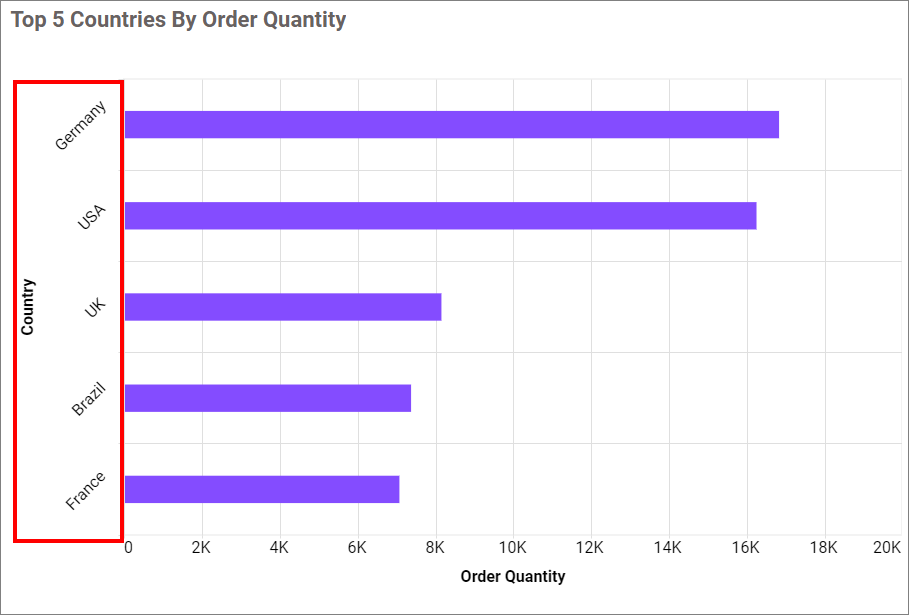 Top 5 Countries By Order Quantity
Country
Germany
USA
UK
Brazil
France
0 2K 4K 6K 8K 10K 12K 14K 16K 18K 20K
Order Quantity